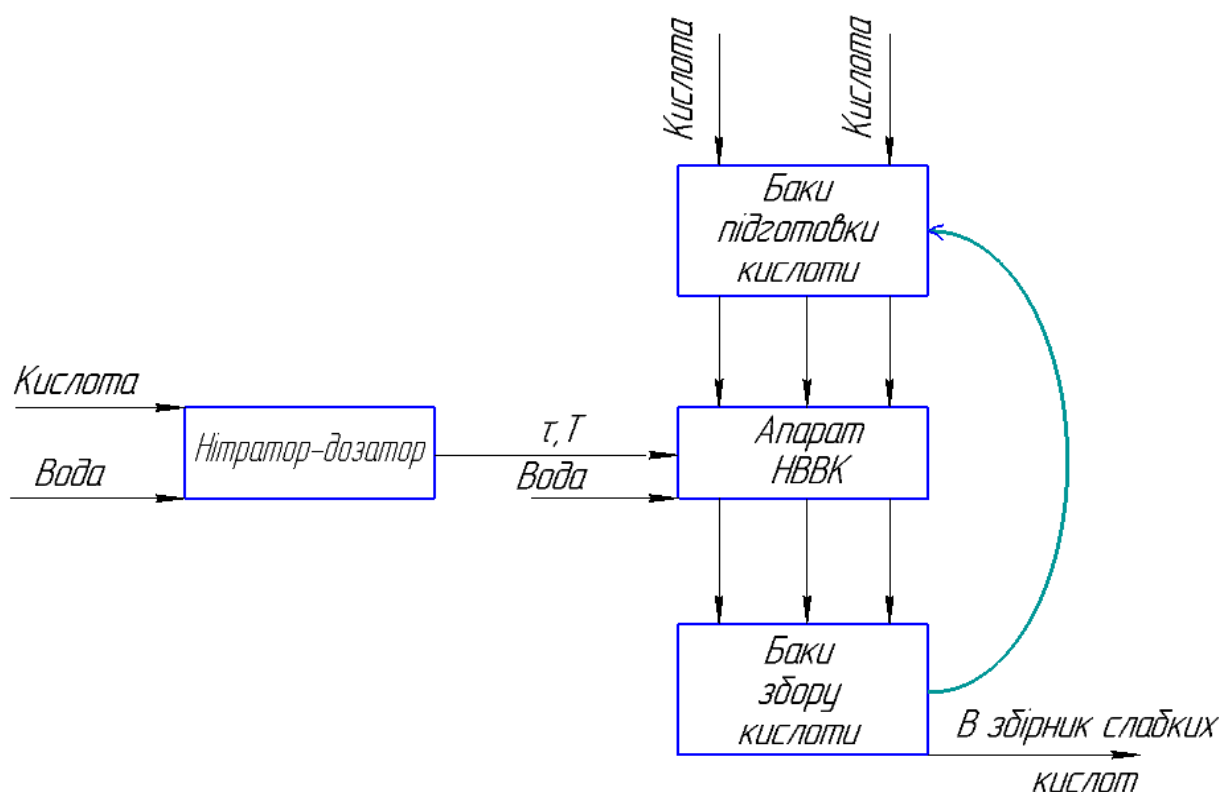 Кислота
Кислота
Баки
підготовки
кислоти
Кислота
Вода
Нітратор-дозатор
τ, T
Вода
Апарат
НВВК
Баки
збору
кислоти
В збірник слабких
кислот